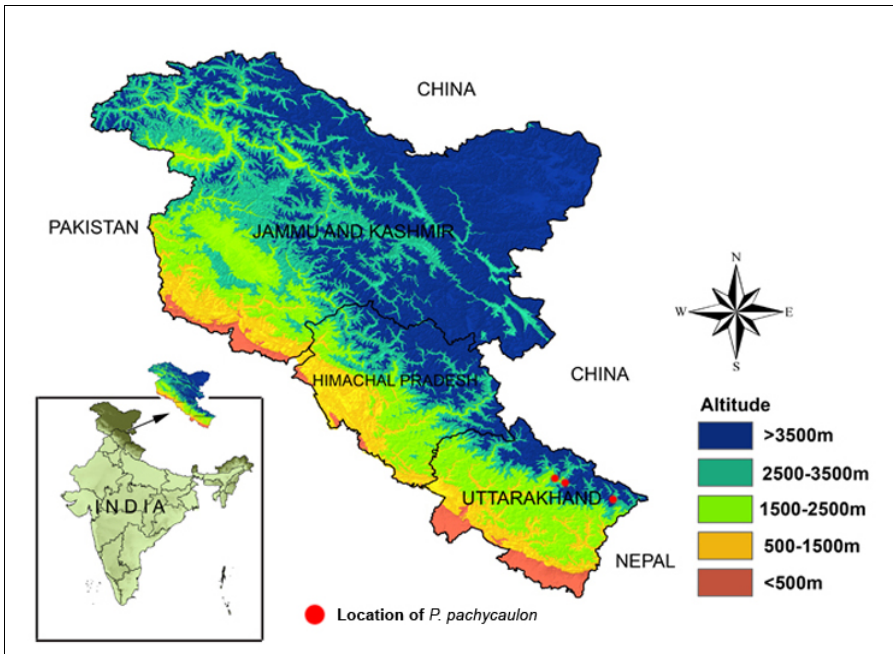 CHINA
PAKISTAN
JAMMU AND KASHMIR
N
W E
S
HIMACHAL PRADESH
CHINA
Altitude
>3500m
2500-3500m
1500-2500m
500-1500m
<500m
UTTARAKHAND
NEPAL
INDIA
Location of P. pachycaulon